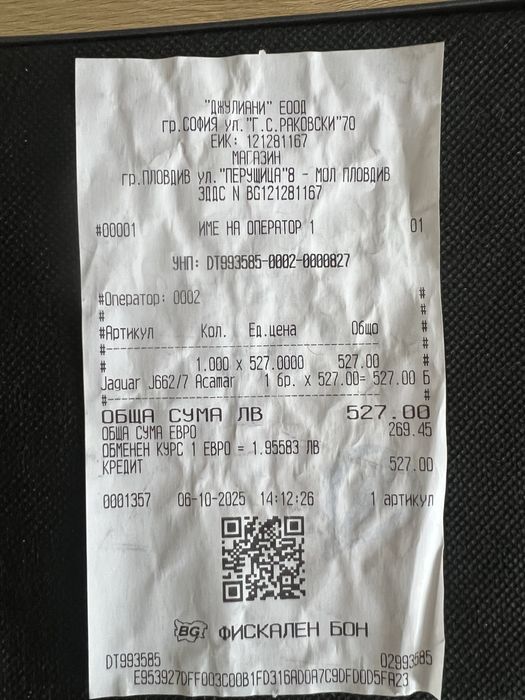 "ДЖУЛИАНИ" ЕООД
гр.СОФИЯ ул."Г.С.РАКОВСКИ"70
ЕИК: 121281167
МАГАЗИН
гр.ПЛОВДИВ ул."ПЕРУЩИЦА"8 - МОЛ ПЛОВДИВ
ЗДДС N BG121281167
#00001 ИМЕ НА ОПЕРАТОР 1 01
УНП: DT993585-0002-0000827
#Оператор: 0002 #
# #
#Артикул Кол. Ед.цена Общо #
#--------------------------------------#
# 1.000 x 527.0000 527.00 #
Jaguar J662/7 Acamar 1 бр. x 527.00= 527.00 Б
#--------------------------------------#
ОБЩА СУМА ЛВ 527.00
ОБЩА СУМА ЕВРО 269.45
ОБМЕНЕН КУРС 1 ЕВРО = 1.95583 ЛВ
КРЕДИТ 527.00
0001357 06-10-2025 14:12:26 1 артикул
BG ФИСКАЛЕН БОН
DT993585 02993585
E953927DFF003C00B1FD316AD0A7C9DFD0D5FA23